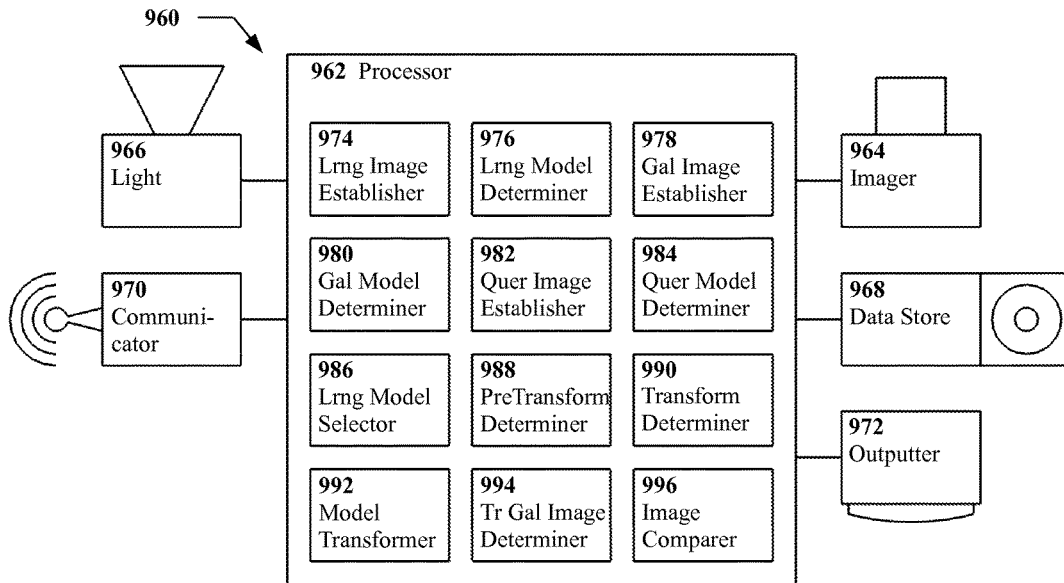 960
962 Processor
966
Light
970
Communi-
cator
974
Lrng Image
Establisher
976
Lrng Model
Determiner
978
Gal Image
Establisher
980
Gal Model
Determiner
982
Quer Image
Establisher
984
Quer Model
Determiner
986
Lrng Model
Selector
988
PreTransform
Determiner
990
Transform
Determiner
992
Model
Transformer
994
Tr Gal Image
Determiner
996
Image
Comparer
964
Imager
968
Data Store
972
Outputter